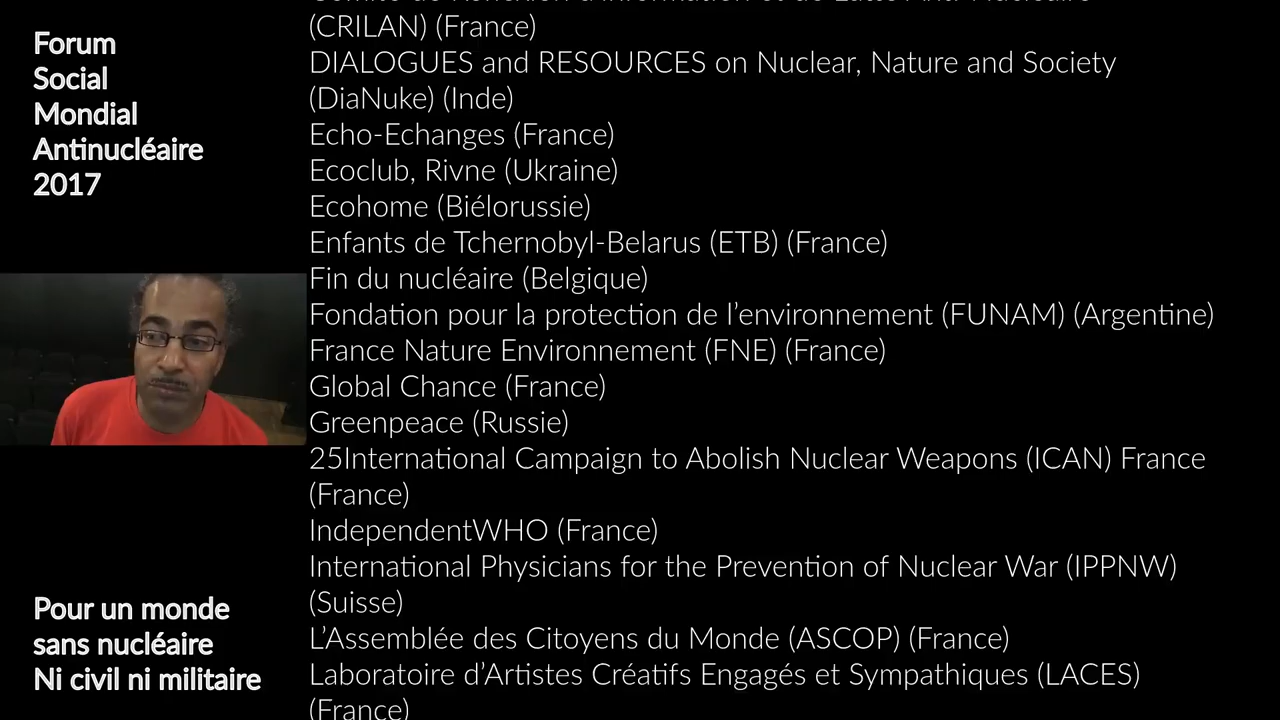 Forum
Social
Mondial
Antinucléaire
2017
Pour un monde
sans nucléaire
Ni civil ni militaire
(CRILAN) (France)
DIALOGUES and RESOURCES on Nuclear, Nature and Society
(DiaNuke) (Inde)
Echo-Echanges (France)
Ecoclub, Rivne (Ukraine)
Ecohome (Biélorussie)
Enfants de Tchernobyl-Belarus (ETB) (France)
Fin du nucléaire (Belgique)
Fondation pour la protection de l’environnement (FUNAM) (Argentine)
France Nature Environnement (FNE) (France)
Global Chance (France)
Greenpeace (Russie)
25International Campaign to Abolish Nuclear Weapons (ICAN) France
(France)
IndependentWHO (France)
International Physicians for the Prevention of Nuclear War (IPPNW)
(Suisse)
L’Assemblée des Citoyens du Monde (ASCOP) (France)
Laboratoire d’Artistes Créatifs Engagés et Sympathiques (LACES)
(France)